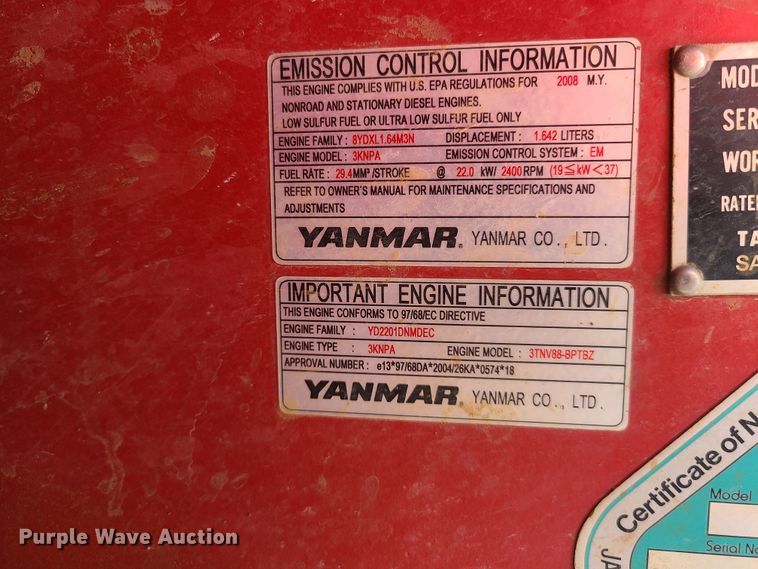 EMISSION CONTROL INFORMATION
THIS ENGINE COMPLIES WITH U.S. EPA REGULATIONS FOR 2008 M.Y.
NONROAD AND STATIONARY DIESEL ENGINES.
LOW SULFUR FUEL OR ULTRA LOW SULFUR FUEL ONLY
ENGINE FAMILY : 8YDXL1.64M3N DISPLACEMENT : 1.642 LITERS
ENGINE MODEL : 3KNPA EMISSION CONTROL SYSTEM : EM
FUEL RATE : 29.4MM³ /STROKE @ 22.0 kW/ 2400RPM (19≦kW<37)
REFER TO OWNER'S MANUAL FOR MAINTENANCE SPECIFICATIONS AND
ADJUSTMENTS
YANMAR. YANMAR CO., LTD.
IMPORTANT ENGINE INFORMATION
THIS ENGINE CONFORMS TO 97/68/EC DIRECTIVE
ENGINE FAMILY : YD2201DNMDEC
ENGINE TYPE : 3KNPA ENGINE MODEL : 3TNV88-BPTBZ
APPROVAL NUMBER : e13*97/68DA*2004/26KA*0574*18
YANMAR. YANMAR CO., LTD.
MOD
SER
WOR
RATE
TA
SA
Certificate of N
Model
Serial No
JA
Purple Wave Auction